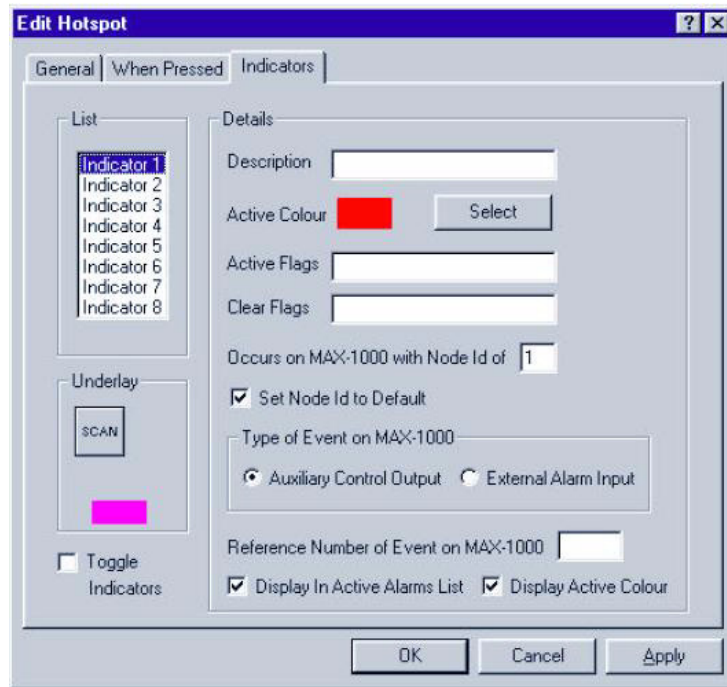 Edit Hotspot
General When Pressed Indicators
List
Indicator 1
Indicator 2
Indicator 3
Indicator 4
Indicator 5
Indicator 6
Indicator 7
Indicator 8
Underlay
SCAN
Toggle
Indicators
Details
Description
Active Colour Select
Active Flags
Clear Flags
Occurs on MAX-1000 with Node Id of 1
Set Node Id to Default
Type of Event on MAX-1000
Auxiliary Control Output External Alarm Input
Reference Number of Event on MAX-1000
Display In Active Alarms List Display Active Colour
OK Cancel Apply